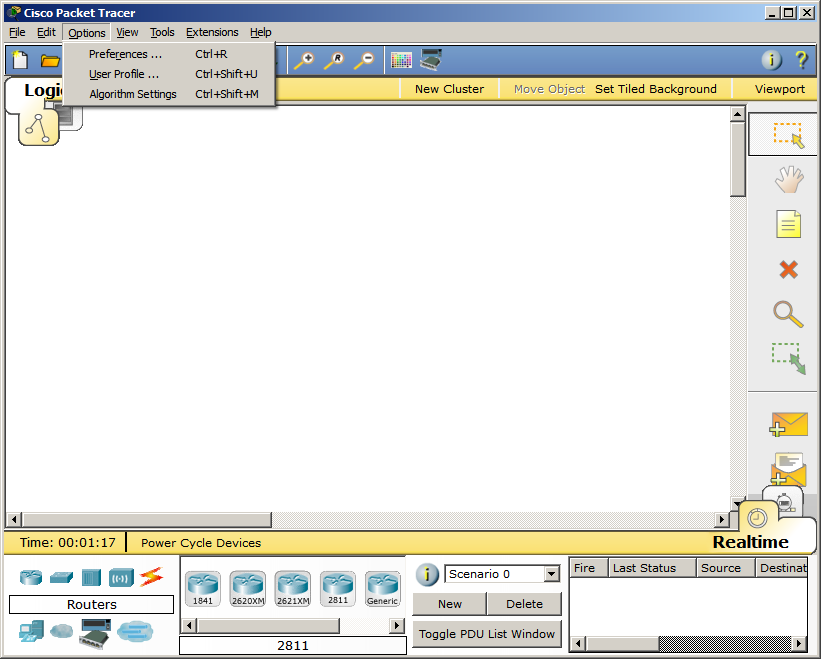 Cisco Packet Tracer
File Edit Options View Tools Extensions Help
Preferences ... Ctrl+R
User Profile ... Ctrl+Shift+U
Algorithm Settings Ctrl+Shift+M
R
i ?
Logic New Cluster Move Object Set Tiled Background Viewport
Time: 00:01:17 Power Cycle Devices Realtime
Routers
1841 2620XM 2621XM 2811 Generic
2811
i Scenario 0
New Delete
Toggle PDU List Window
Fire Last Status Source Destinat